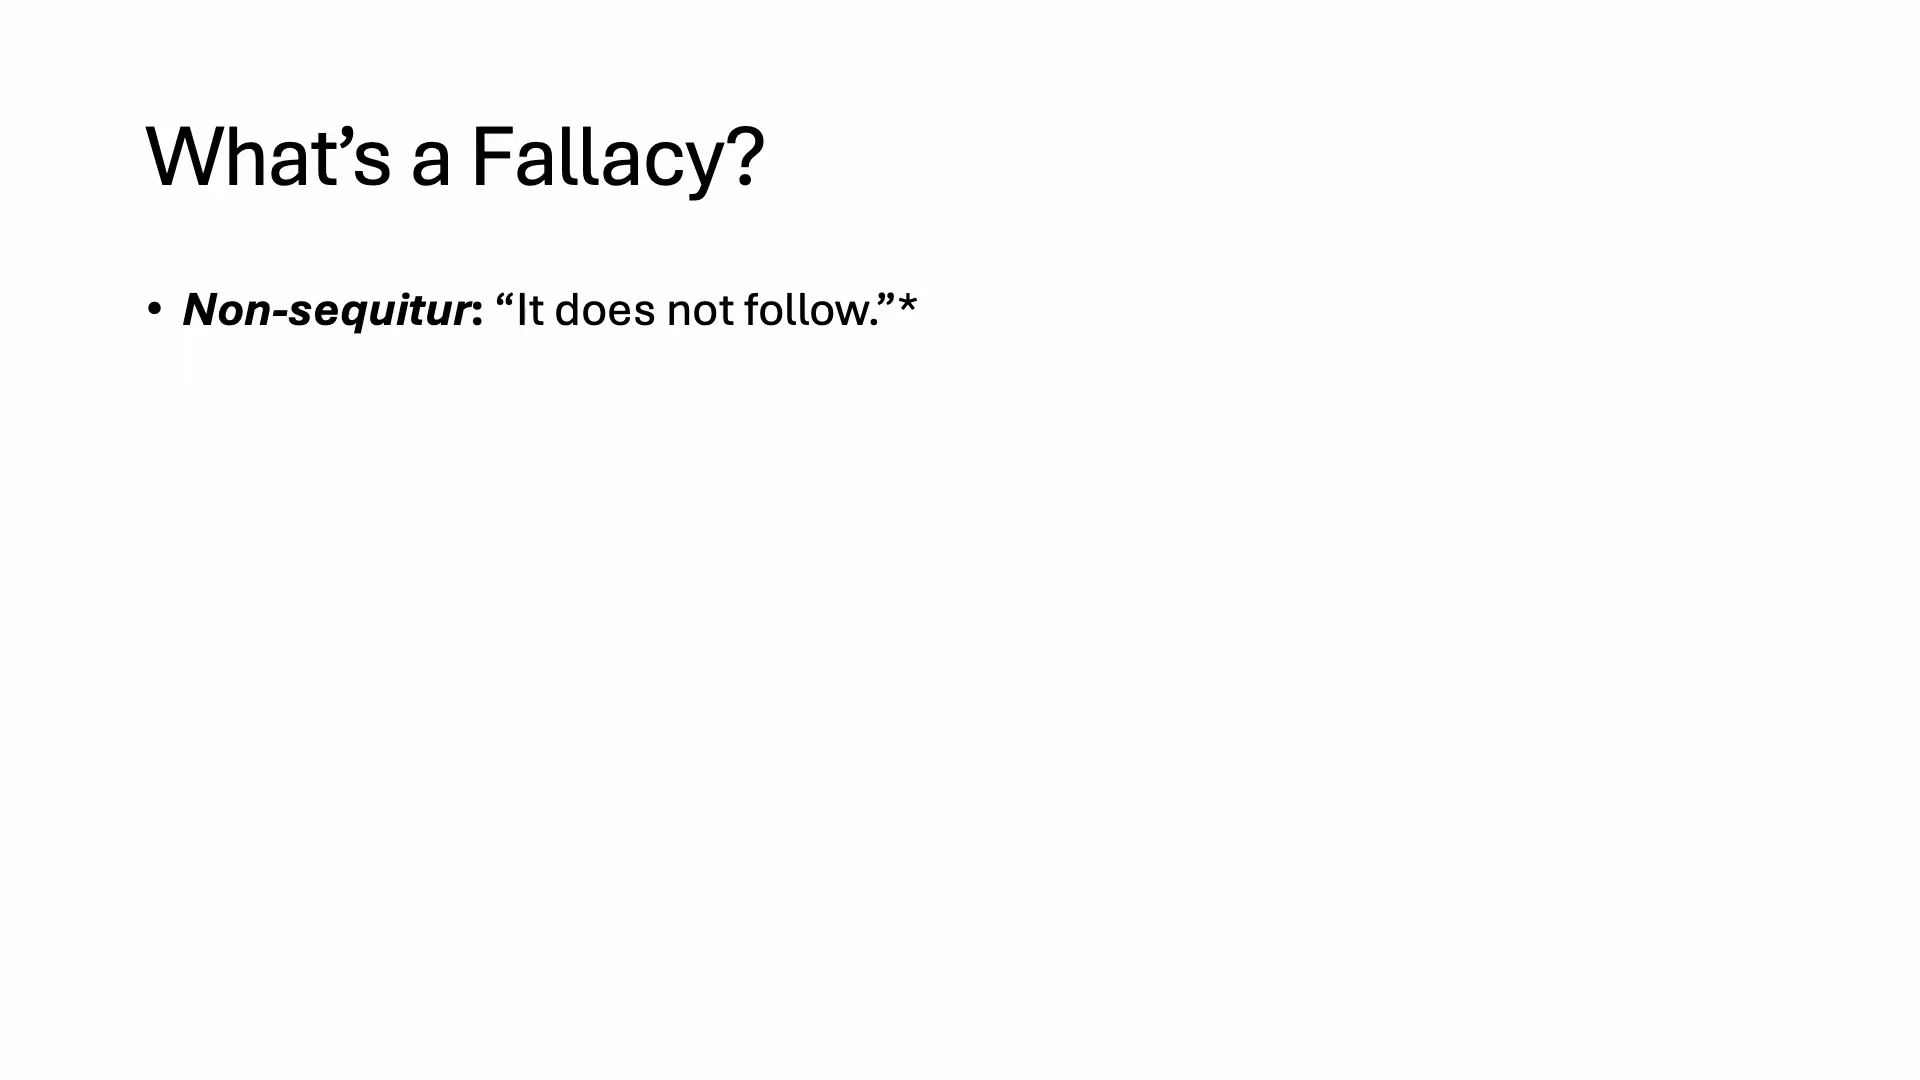 What’s a Fallacy?
• Non-sequitur: “It does not follow.”*